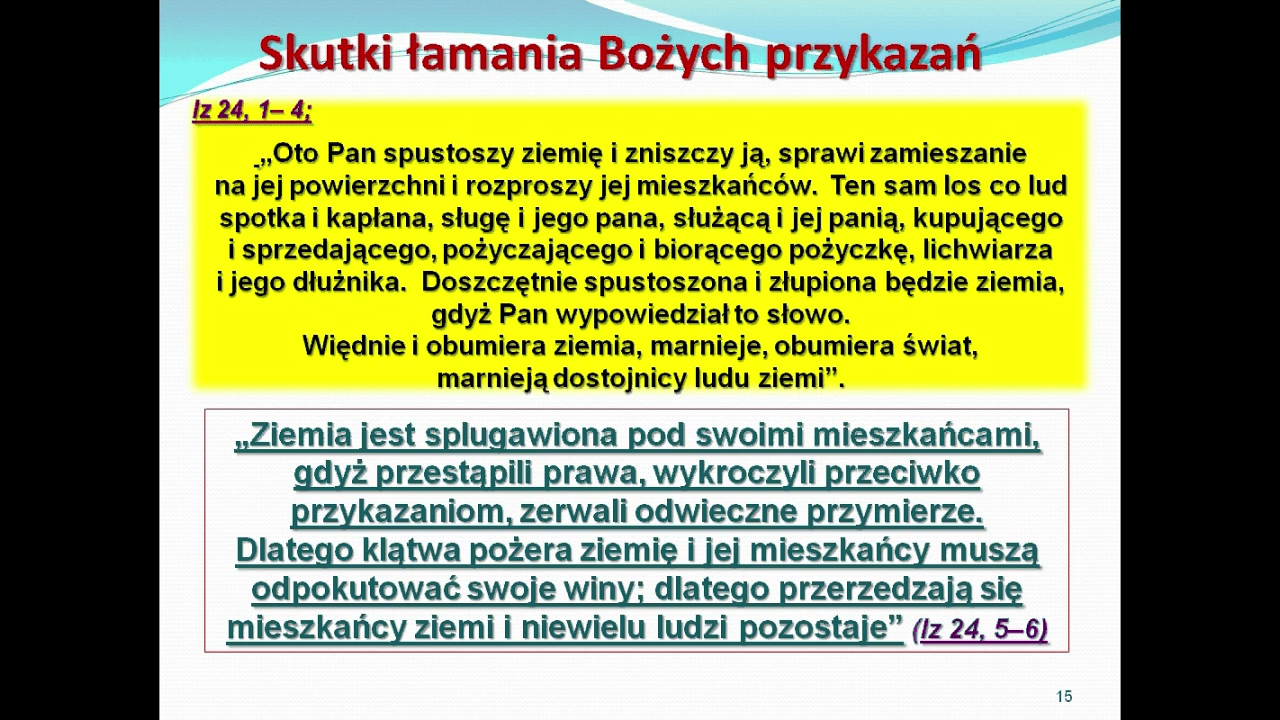 Skutki łamania Bożych przykazań
Iz 24, 1– 4;
„Oto Pan spustoszy ziemię i zniszczy ją, sprawi zamieszanie
na jej powierzchni i rozproszy jej mieszkańców. Ten sam los co lud
spotka i kapłana, sługę i jego pana, służącą i jej panią, kupującego
i sprzedającego, pożyczającego i biorącego pożyczkę, lichwiarza
i jego dłużnika. Doszczętnie spustoszona i złupiona będzie ziemia,
gdyż Pan wypowiedział to słowo.
Więdnie i obumiera ziemia, marnieje, obumiera świat,
marnieją dostojnicy ludu ziemi”.
„Ziemia jest splugawiona pod swoimi mieszkańcami,
gdyż przestąpili prawa, wykroczyli przeciwko
przykazaniom, zerwali odwieczne przymierze.
Dlatego klątwa pożera ziemię i jej mieszkańcy muszą
odpokutować swoje winy; dlatego przerzedzają się
mieszkańcy ziemi i niewielu ludzi pozostaje” (Iz 24, 5–6)
15